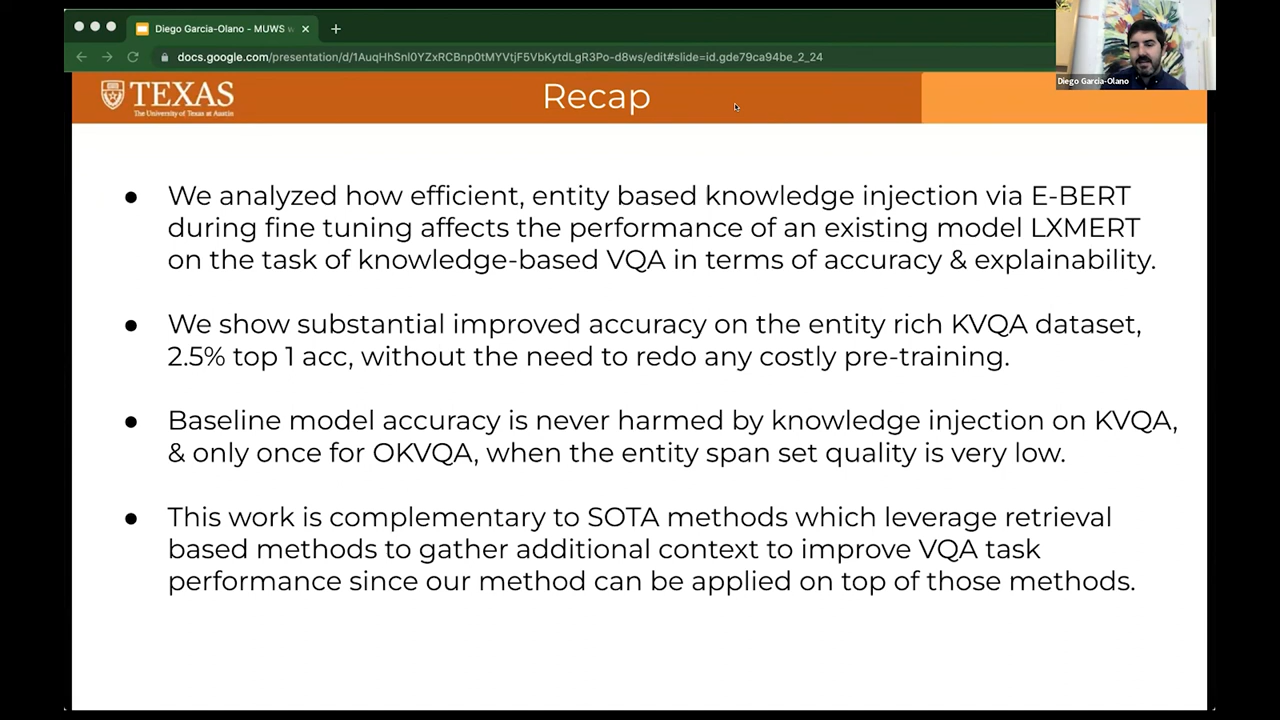 Diego Garcia-Olano - MUWS
docs.google.com/presentation/d/1AuqHhSnl0YZxRCBnp0tMYVtjF5VbKytdLgR3Po-d8ws/edit#slide=id.gde79ca94be_2_24
Diego Garcia-Olano
TEXAS
The University of Texas at Austin
Recap
● We analyzed how efficient, entity based knowledge injection via E-BERT
during fine tuning affects the performance of an existing model LXMERT
on the task of knowledge-based VQA in terms of accuracy & explainability.
● We show substantial improved accuracy on the entity rich KVQA dataset,
2.5% top 1 acc, without the need to redo any costly pre-training.
● Baseline model accuracy is never harmed by knowledge injection on KVQA,
& only once for OKVQA, when the entity span set quality is very low.
● This work is complementary to SOTA methods which leverage retrieval
based methods to gather additional context to improve VQA task
performance since our method can be applied on top of those methods.